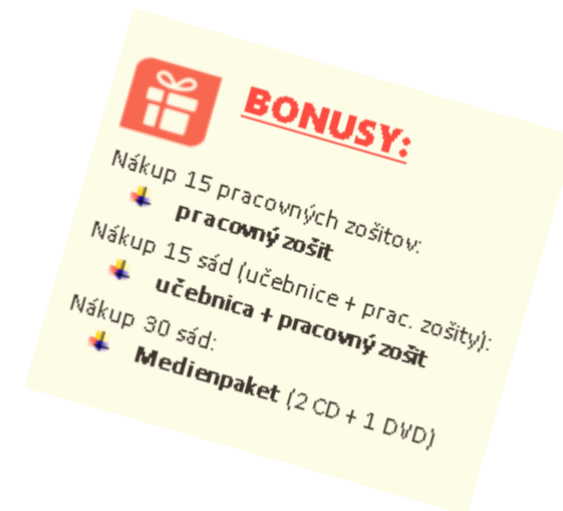 BONUSY:
Nákup 15 pracovných zošitov:
pracovný zošit
Nákup 15 sád (učebnice + prac. zošity):
učebnica + pracovný zošit
Nákup 30 sád:
Medienpaket (2 CD + 1 DVD)